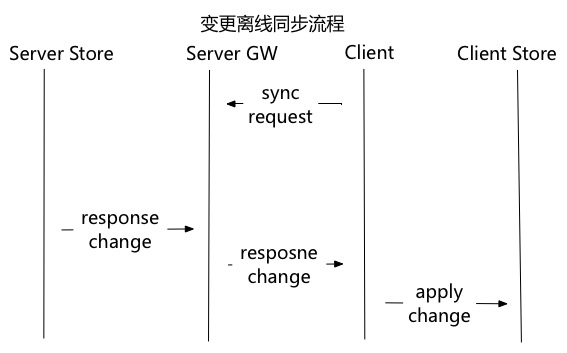 变更离线同步流程
Server Store
Server GW
Client
Client Store
sync
request
response
change
resposne
change
apply
change